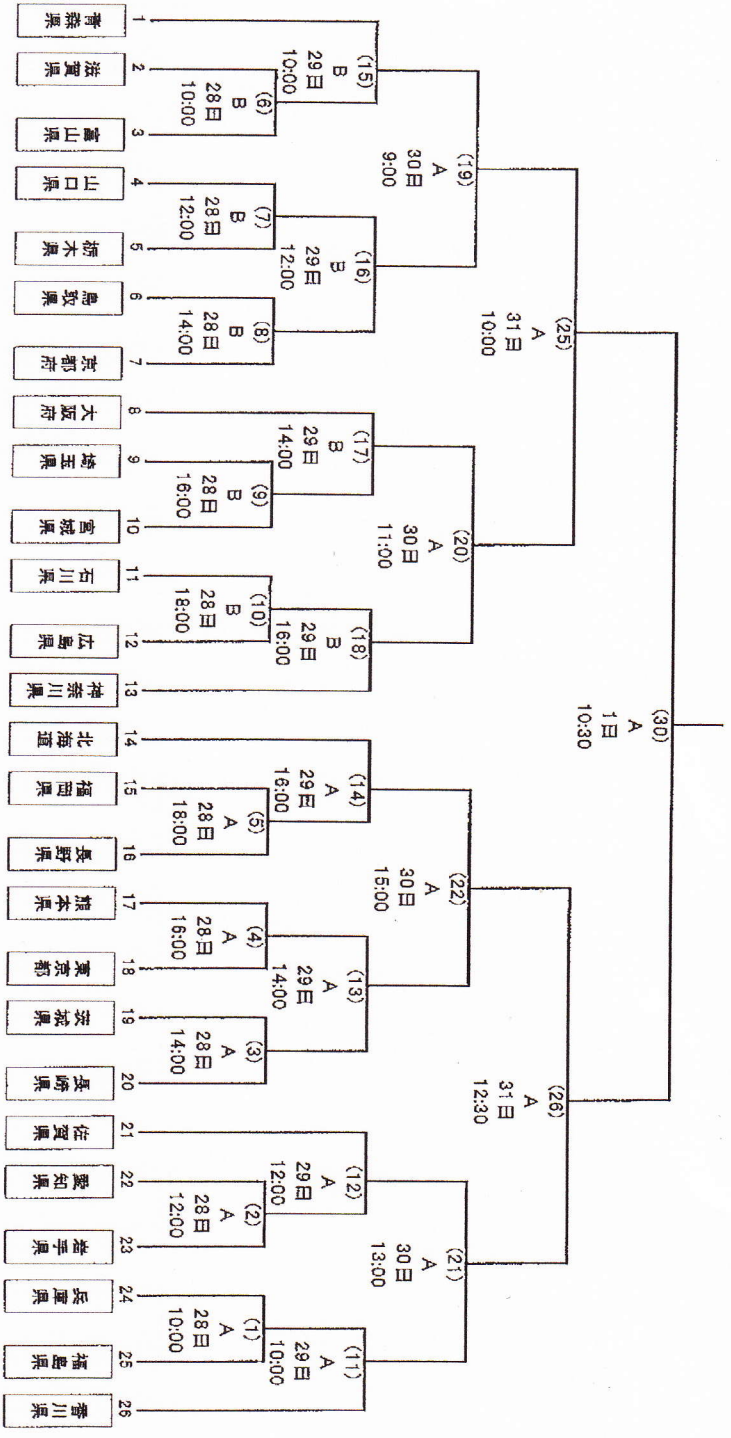 (30)
A
1日
10:30
(25)
A
31日
10:00
(26)
A
31日
12:30
(19)
A
30日
9:00
(20)
A
30日
11:00
(22)
A
30日
15:00
(21)
A
30日
13:00
(15)
B
29日
10:00
(16)
B
29日
12:00
(17)
B
29日
14:00
(18)
B
29日
16:00
(14)
A
29日
16:00
(13)
A
29日
14:00
(12)
A
29日
12:00
(11)
A
29日
10:00
(6)
B
28日
10:00
(7)
B
28日
12:00
(8)
B
28日
14:00
(9)
B
28日
16:00
(10)
B
28日
18:00
(5)
A
28日
18:00
(4)
A
28日
16:00
(3)
A
28日
14:00
(2)
A
28日
12:00
(1)
A
28日
10:00
1
青森県
2
滋賀県
3
富山県
4
山口県
5
栃木県
6
鳥取県
7
京都府
8
大阪府
9
埼玉県
10
宮城県
11
石川県
12
広島県
13
神奈川県
14
北海道
15
福岡県
16
長野県
17
熊本県
18
東京都
19
茨城県
20
長崎県
21
佐賀県
22
愛知県
23
岩手県
24
兵庫県
25
福島県
26
香川県